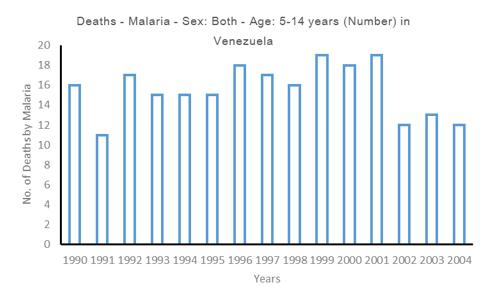 Deaths - Malaria - Sex: Both - Age: 5-14 years (Number) in
Venezuela
No. of Deaths by Malaria
20
18
16
14
12
10
8
6
4
2
0
1990 1991 1992 1993 1994 1995 1996 1997 1998 1999 2000 2001 2002 2003 2004
Years